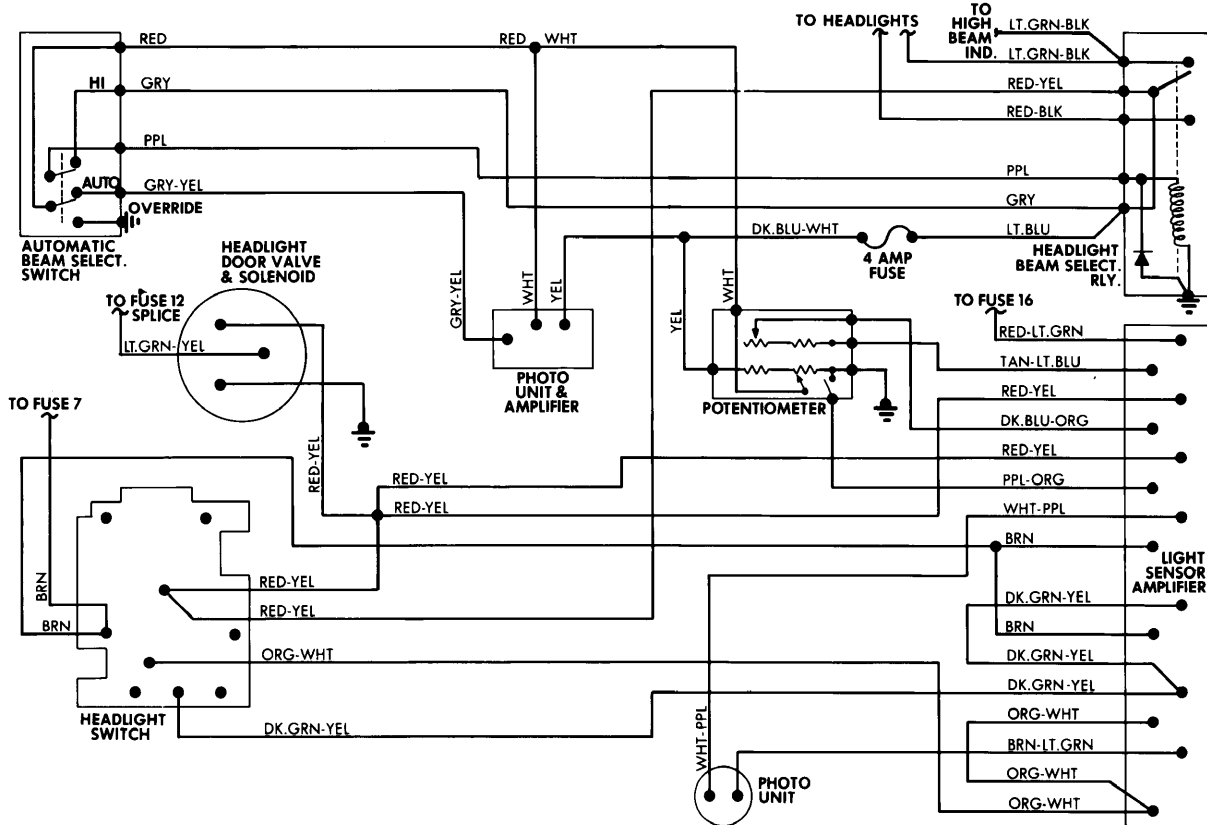 TO HEADLIGHTS
TO
HIGH
BEAM
IND.
LT.GRN-BLK
LT.GRN-BLK
RED
RED
WHT
HI
GRY
RED-YEL
RED-BLK
PPL
PPL
AUTO
GRY-YEL
GRY
OVERRIDE
AUTOMATIC
BEAM SELECT.
SWITCH
HEADLIGHT
DOOR VALVE
& SOLENOID
DK.BLU-WHT
4 AMP
FUSE
LT.BLU
HEADLIGHT
BEAM SELECT.
RLY.
TO FUSE 12
SPLICE
LT.GRN-YEL
GRY-YEL
WHT
YEL
YEL
WHT
PHOTO
UNIT &
AMPLIFIER
POTENTIOMETER
TO FUSE 16
RED-LT.GRN
TAN-LT.BLU
RED-YEL
DK.BLU-ORG
RED-YEL
PPL-ORG
WHT-PPL
BRN
LIGHT
SENSOR
AMPLIFIER
DK.GRN-YEL
BRN
DK.GRN-YEL
DK.GRN-YEL
ORG-WHT
BRN-LT.GRN
ORG-WHT
ORG-WHT
TO FUSE 7
RED-YEL
RED-YEL
RED-YEL
BRN
BRN
RED-YEL
RED-YEL
ORG-WHT
HEADLIGHT
SWITCH
DK.GRN-YEL
WHT-PPL
PHOTO
UNIT